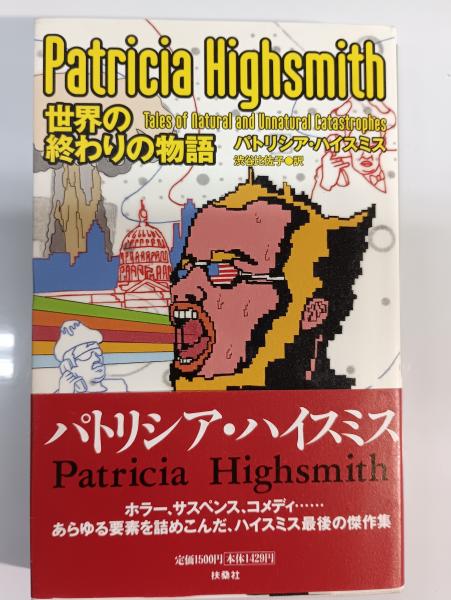 Patricia Highsmith
世界の
終わりの物語
Tales of Natural and Unnatural Catastrophes
パトリシア・ハイスミス
渋谷比佐子●訳
パトリシア・ハイスミス
Patricia Highsmith
ホラー、サスペンス、コメディ……
あらゆる要素を詰めこんだ、ハイスミス最後の傑作集
定価1500円 本体1429円
扶桑社